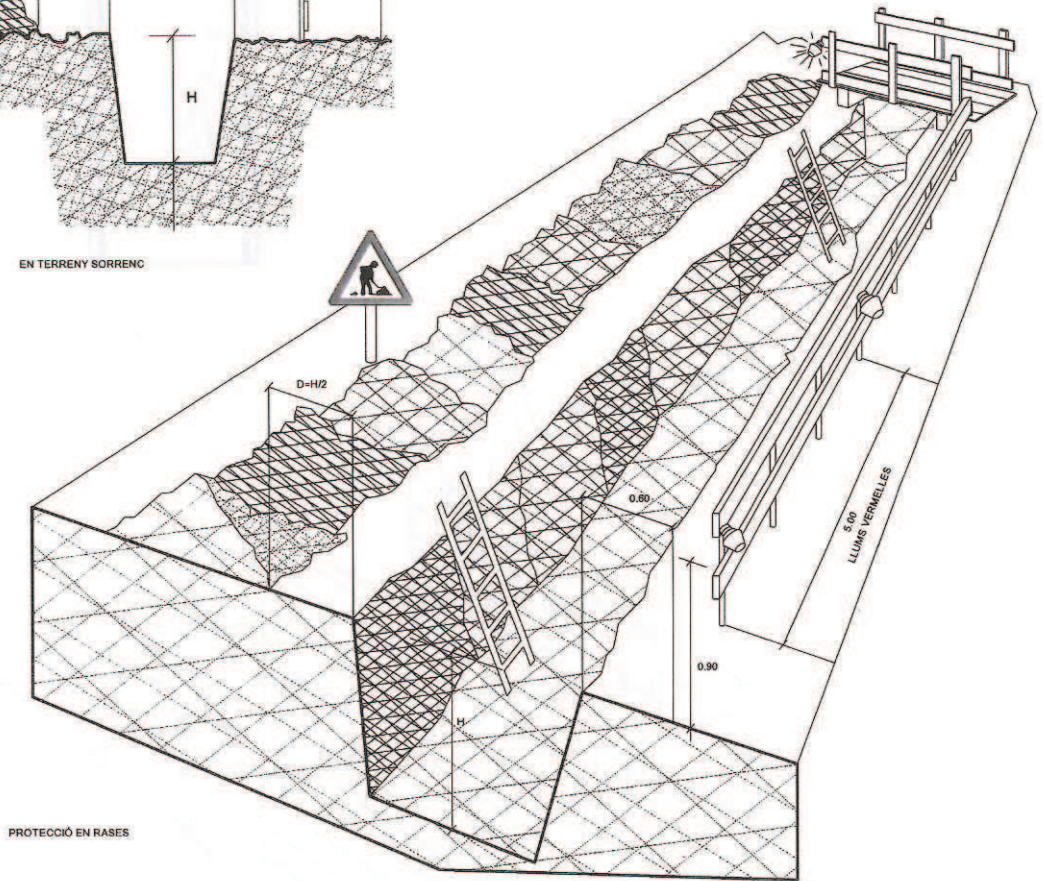 H
EN TERRENY SORRENC
D=H/2
0.60
5.00
LLUMS VERMELLES
0.90
H
PROTECCIÓ EN RASES